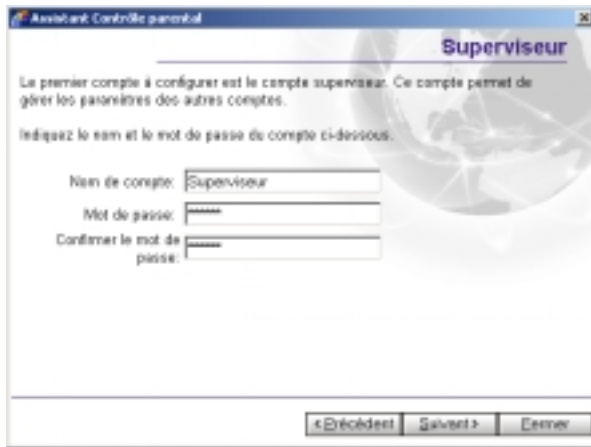 Assistant Contrôle parental
Superviseur
Le premier compte à configurer est le compte superviseur. Ce compte permet de
gérer les paramètres des autres comptes.
Indiquez le nom et le mot de passe du compte ci-dessous.
Nom de compte: Superviseur
Mot de passe: *******
Confirmer le mot de
passe: *******
<Précédent Suivant> Fermer